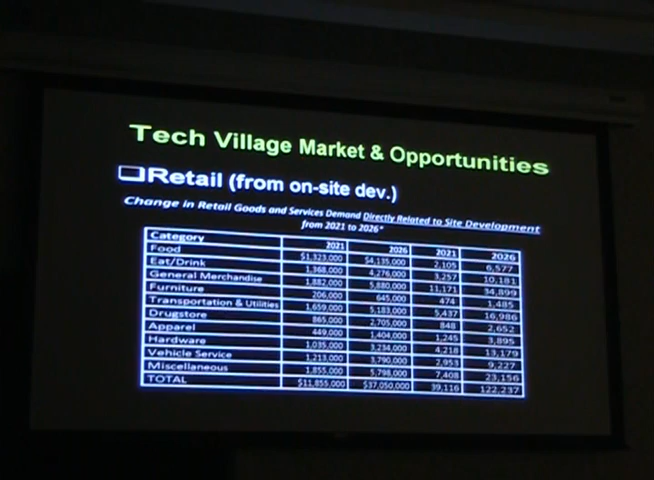 Tech Village Market & Opportunities
Retail (from on-site dev.)
Change in Retail Goods and Services Demand Directly Related to Site Development
from 2021 to 2026*
Category 2021 2026 2021 2026
Food $1,323,000 $4,135,000 2,105 6,577
Eat/Drink 1,368,000 4,276,000 3,257 10,181
General Merchandise 1,882,000 5,880,000 11,171 34,899
Furniture 206,000 645,000 474 1,485
Transportation & Utilities 1,659,000 5,183,000 5,437 16,986
Drugstore 865,000 2,705,000 848 2,652
Apparel 449,000 1,404,000 1,245 3,895
Hardware 1,035,000 3,234,000 4,218 13,179
Vehicle Service 1,213,000 3,790,000 2,953 9,227
Miscellaneous 1,855,000 5,798,000 7,408 23,156
TOTAL $11,855,000 $37,050,000 39,116 122,237